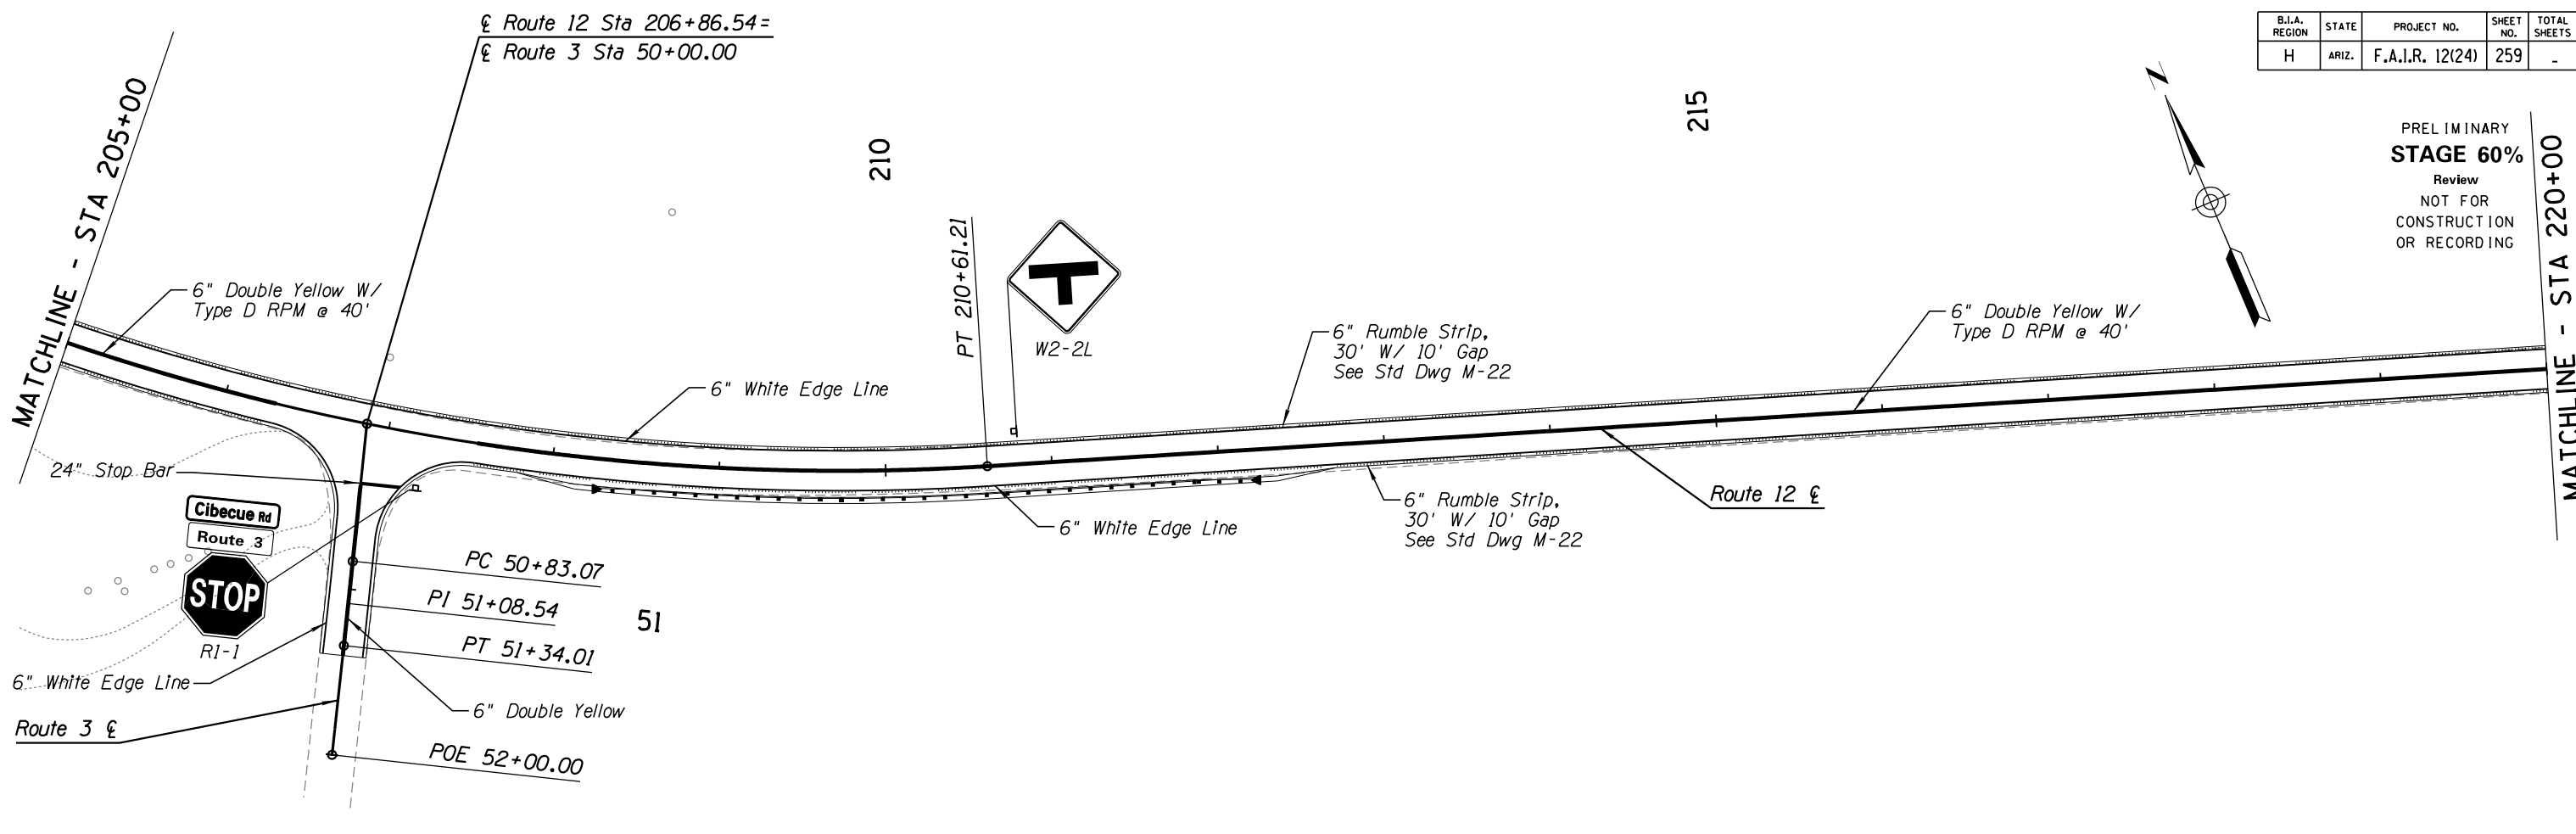 ℄ Route 12 Sta 206+86.54=
℄ Route 3 Sta 50+00.00
B.I.A. REGION
STATE
PROJECT NO.
SHEET NO.
TOTAL SHEETS
H
ARIZ.
F.A.I.R. 12(24)
259
-
MATCHLINE - STA 205+00
210
215
N
PRELIMINARY
STAGE 60%
Review
NOT FOR
CONSTRUCTION
OR RECORDING
MATCHLINE - STA 220+00
6" Double Yellow W/
Type D RPM @ 40'
PT 210+61.21
W2-2L
6" White Edge Line
6" Rumble Strip,
30' W/ 10' Gap
See Std Dwg M-22
6" Double Yellow W/
Type D RPM @ 40'
24" Stop Bar
Cibecue Rd
Route 3
STOP
R1-1
6" White Edge Line
6" Rumble Strip,
30' W/ 10' Gap
See Std Dwg M-22
Route 12 ℄
PC 50+83.07
PI 51+08.54
51
PT 51+34.01
6" White Edge Line
6" Double Yellow
Route 3 ℄
POE 52+00.00